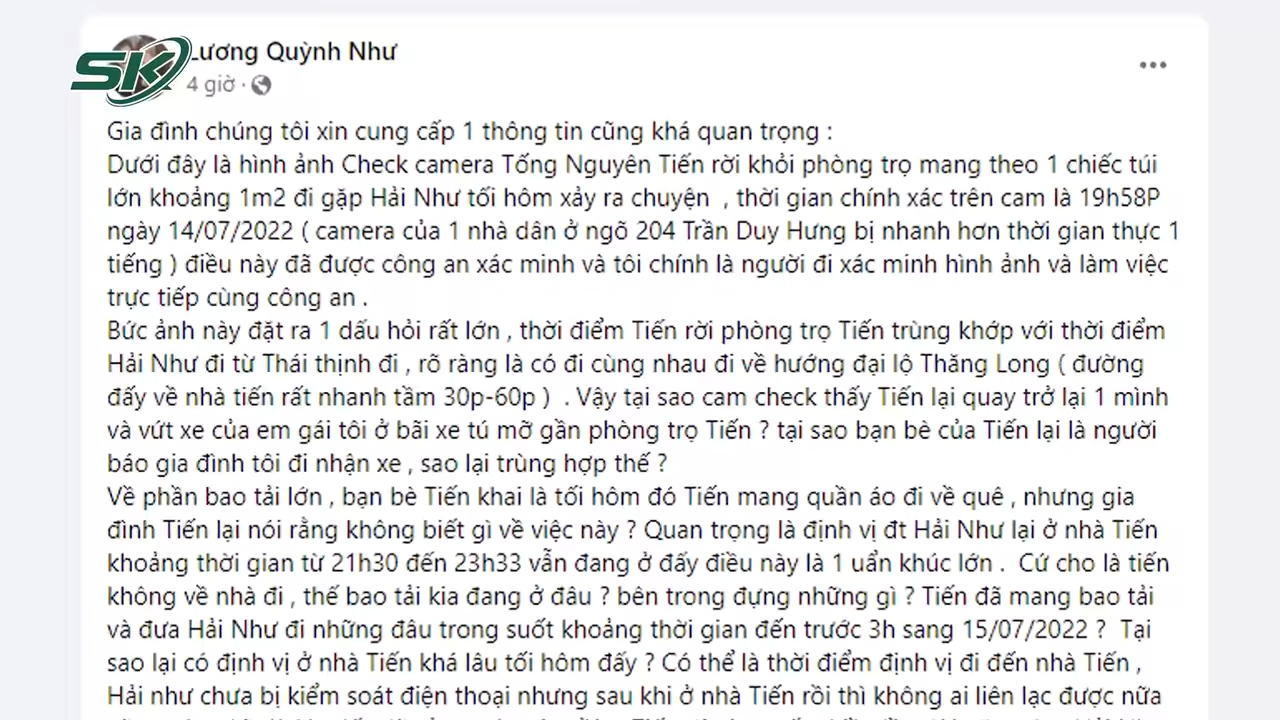 SK
Lương Quỳnh Như
4 giờ ·
Gia đình chúng tôi xin cung cấp 1 thông tin cũng khá quan trọng :
Dưới đây là hình ảnh Check camera Tống Nguyên Tiến rời khỏi phòng trọ mang theo 1 chiếc túi
lớn khoảng 1m2 đi gặp Hải Như tối hôm xảy ra chuyện , thời gian chính xác trên cam là 19h58P
ngày 14/07/2022 ( camera của 1 nhà dân ở ngõ 204 Trần Duy Hưng bị nhanh hơn thời gian thực 1
tiếng ) điều này đã được công an xác minh và tôi chính là người đi xác minh hình ảnh và làm việc
trực tiếp cùng công an .
Bức ảnh này đặt ra 1 dấu hỏi rất lớn , thời điểm Tiến rời phòng trọ Tiến trùng khớp với thời điểm
Hải Như đi từ Thái thịnh đi , rõ ràng là có đi cùng nhau đi về hướng đại lộ Thăng Long ( đường
đấy về nhà tiến rất nhanh tầm 30p-60p ) . Vậy tại sao cam check thấy Tiến lại quay trở lại 1 mình
và vứt xe của em gái tôi ở bãi xe tú mỡ gần phòng trọ Tiến ? tại sao bạn bè của Tiến lại là người
báo gia đình tôi đi nhận xe , sao lại trùng hợp thế ?
Về phần bao tải lớn , bạn bè Tiến khai là tối hôm đó Tiến mang quần áo đi về quê , nhưng gia
đình Tiến lại nói rằng không biết gì về việc này ? Quan trọng là định vị đt Hải Như lại ở nhà Tiến
khoảng thời gian từ 21h30 đến 23h33 vẫn đang ở đấy điều này là 1 uẩn khúc lớn . Cứ cho là tiến
không về nhà đi , thế bao tải kia đang ở đâu ? bên trong đựng những gì ? Tiến đã mang bao tải
và đưa Hải Như đi những đâu trong suốt khoảng thời gian đến trước 3h sang 15/07/2022 ? Tại
sao lại có định vị ở nhà Tiến khá lâu tối hôm đấy ? Có thể là thời điểm định vị đi đến nhà Tiến ,
Hải như chưa bị kiểm soát điện thoại nhưng sau khi ở nhà Tiến rồi thì không ai liên lạc được nữa